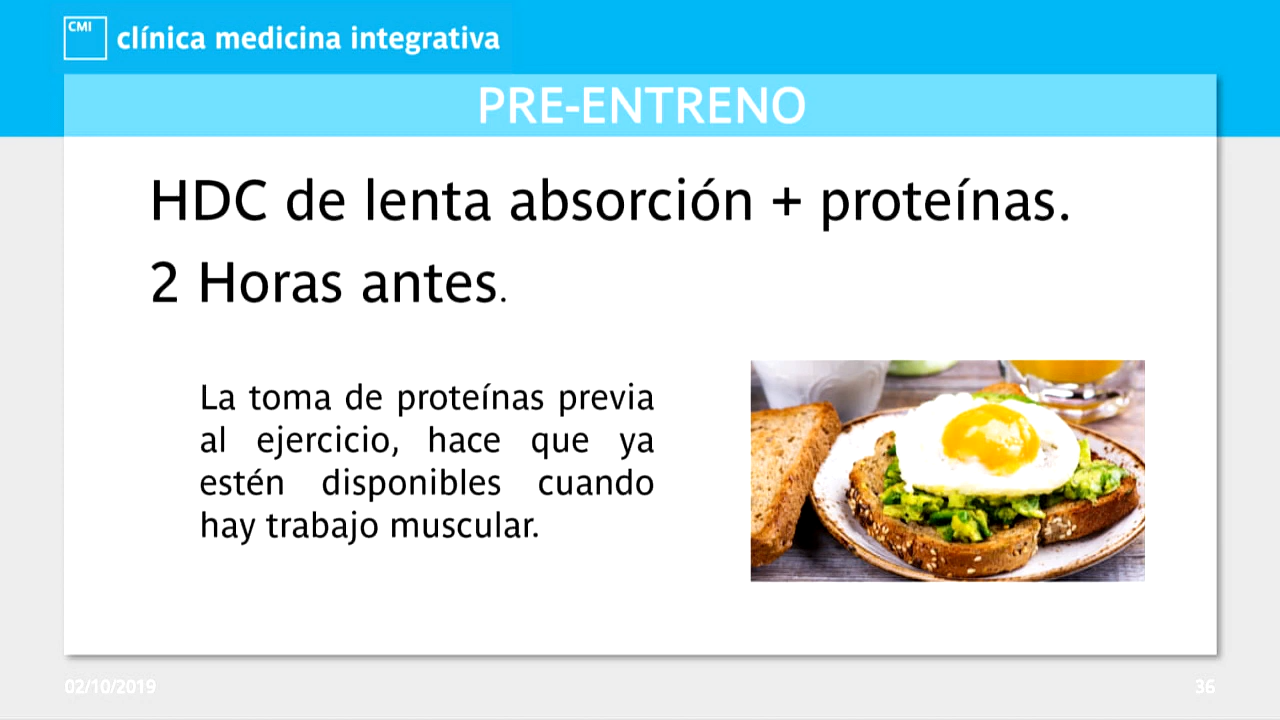 CMI
clínica medicina integrativa
PRE-ENTRENO
HDC de lenta absorción + proteínas.
2 Horas antes.
La toma de proteínas previa
al ejercicio, hace que ya
estén disponibles cuando
hay trabajo muscular.
02/10/2019
36